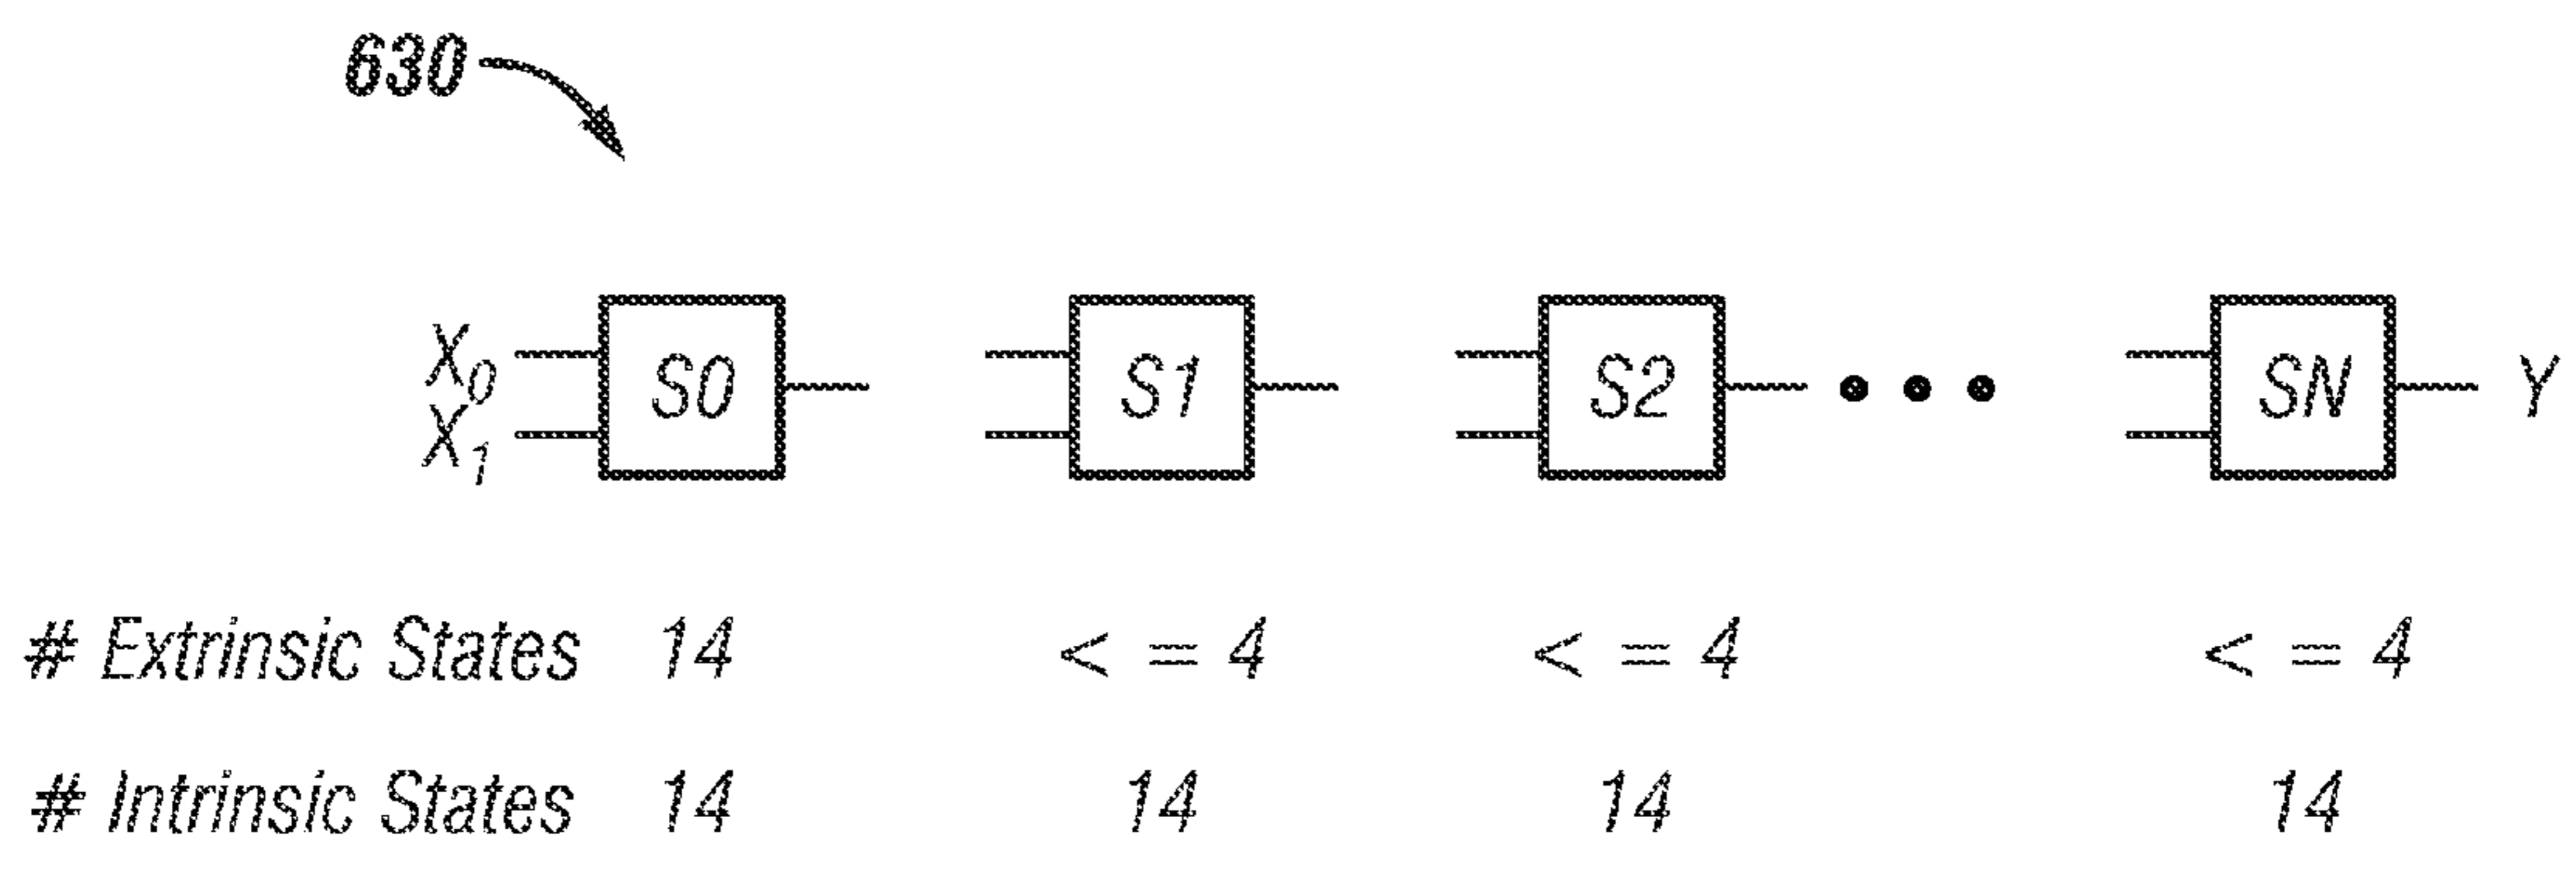 630
X0 S0 S1 S2 SN Y
X1
# Extrinsic States 14 < = 4 < = 4 < = 4
# Intrinsic States 14 14 14 14